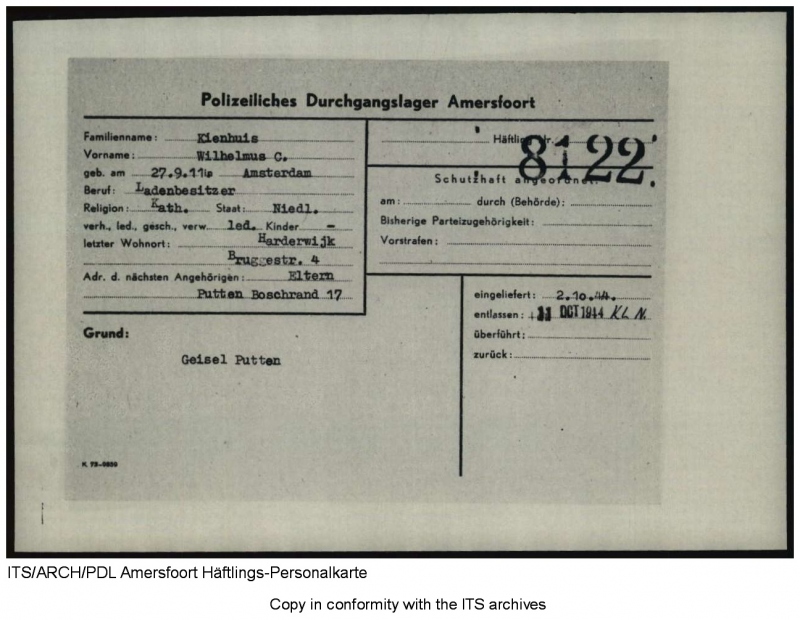 Polizeiliches Durchgangslager Amersfoort
Familienname: Kienhuis
Vorname: Wilhelmus C.
geb. am 27.9.11 Amsterdam
Beruf: Ladenbesitzer
Religion: Kath. Staat: Niedl.
verh., led., gesch., verw. led. Kinder -
letzter Wohnort: Harderwijk
Bruggestr. 4
Adr. d. nächsten Angehörigen: Eltern
Putten Boschrand 17
Häftlings-Nr. 8122
Schutzhaft angeordnet:
am: durch (Behörde):
Bisherige Parteizugehörigkeit:
Vorstrafen:
Grund:
Geisel Putten
eingeliefert: 2.10.44.
entlassen: 11 OCT 1944 KL N.
überführt:
zurück:
ITS/ARCH/PDL Amersfoort Häftlings-Personalkarte
Copy in conformity with the ITS archives